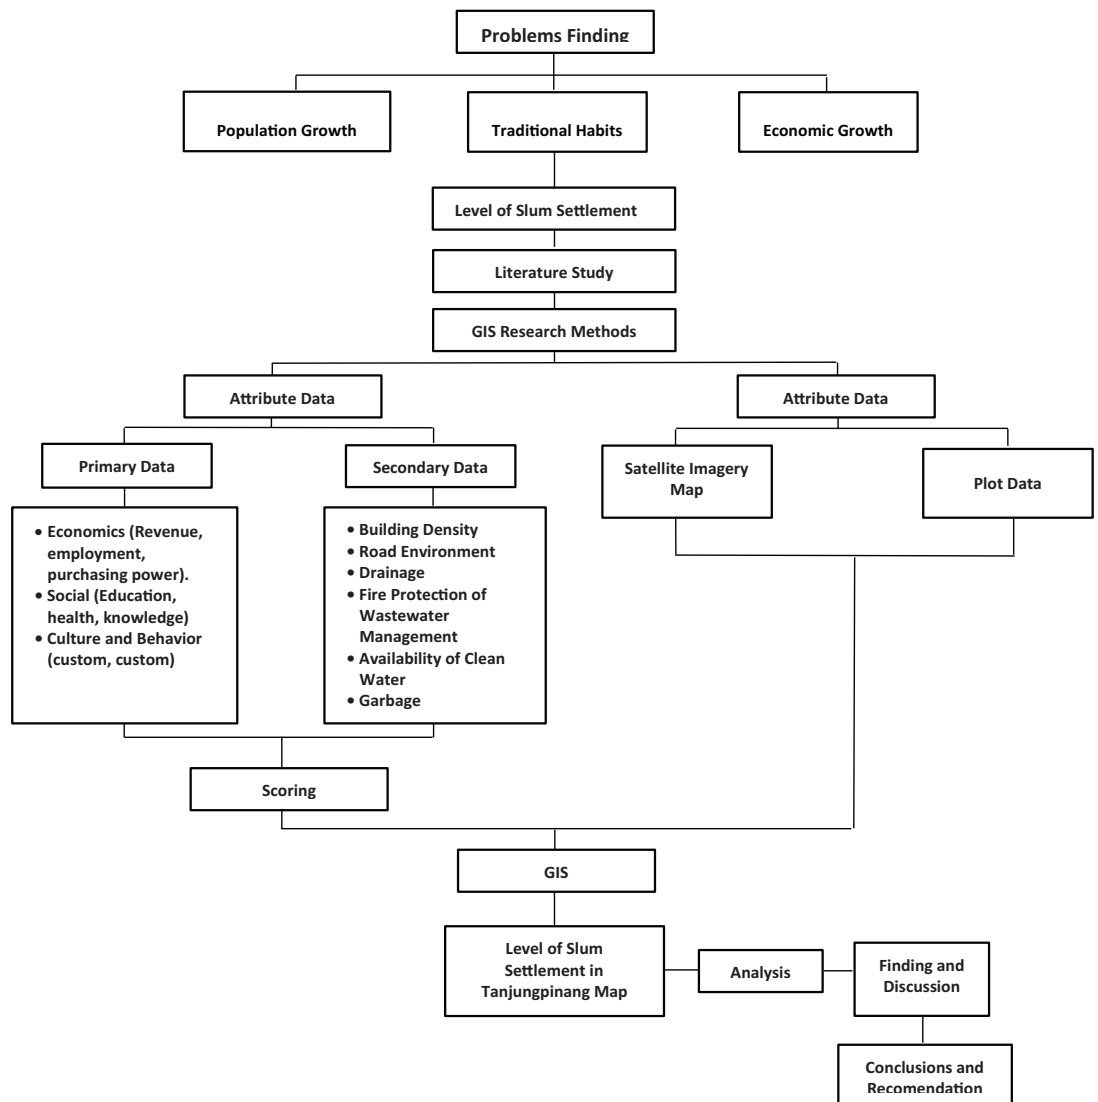 Problems Finding
Population Growth
Traditional Habits
Economic Growth
Level of Slum Settlement
Literature Study
GIS Research Methods
Attribute Data
Attribute Data
Primary Data
Secondary Data
Satellite Imagery
Map
Plot Data
• Economics (Revenue,
employment,
purchasing power).
• Social (Education,
health, knowledge)
• Culture and Behavior
(custom, custom)
• Building Density
• Road Environment
• Drainage
• Fire Protection of
Wastewater
Management
• Availability of Clean
Water
• Garbage
Scoring
GIS
Level of Slum
Settlement in
Tanjungpinang Map
Analysis
Finding and
Discussion
Conclusions and
Recomendation